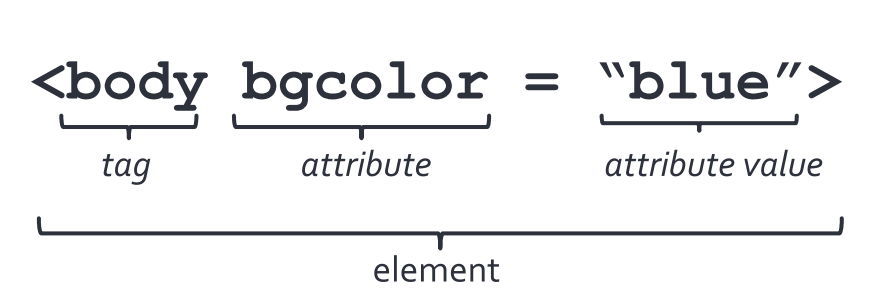 <body bgcolor = “blue”>
tag attribute attribute value
element